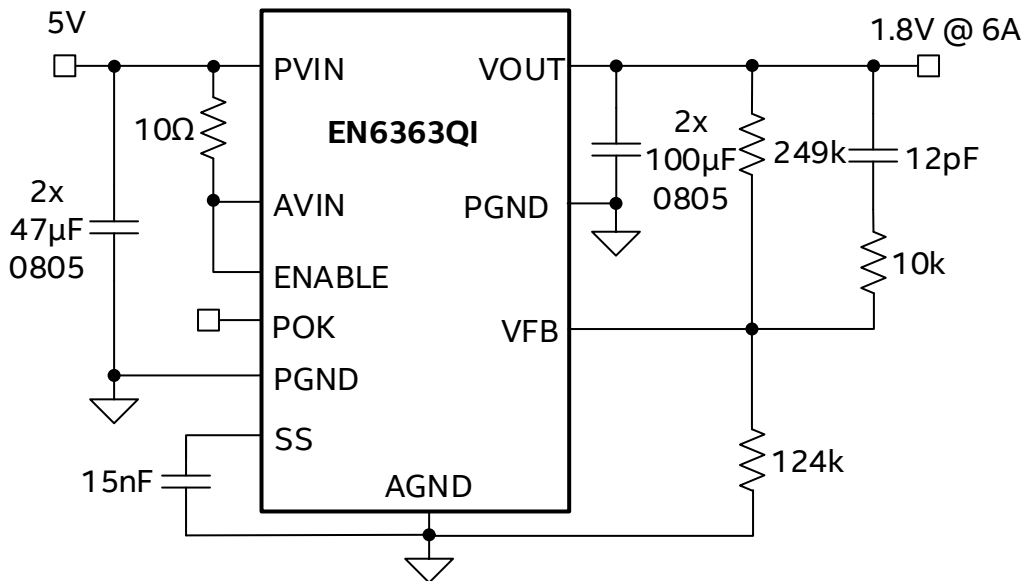 5V
1.8V @ 6A
PVIN
VOUT
10Ω
EN6363QI
2x
100µF
0805
249k
12pF
2x
47µF
0805
AVIN
PGND
ENABLE
10k
POK
VFB
PGND
SS
124k
15nF
AGND